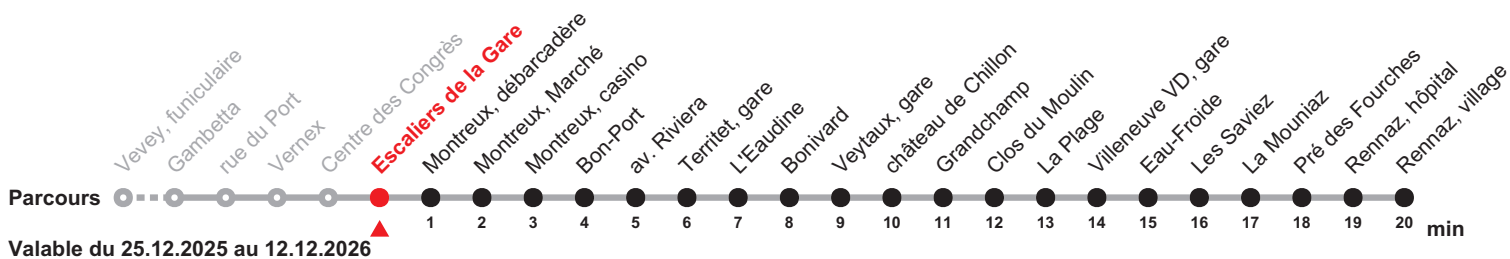 Vevey, funiculaire
Gambetta
rue du Port
Vernex
Centre des Congrès
Escaliers de la Gare
Montreux, débarcadère
Montreux, Marché
Montreux, casino
Bon-Port
av. Riviera
Territet, gare
L'Eaudine
Bonivard
Veytaux, gare
château de Chillon
Grandchamp
Clos du Moulin
La Plage
Villeneuve VD, gare
Eau-Froide
Les Saviez
La Mouniaz
Pré des Fourches
Rennaz, hôpital
Rennaz, village
Parcours
1 2 3 4 5 6 7 8 9 10 11 12 13 14 15 16 17 18 19 20 min
Valable du 25.12.2025 au 12.12.2026